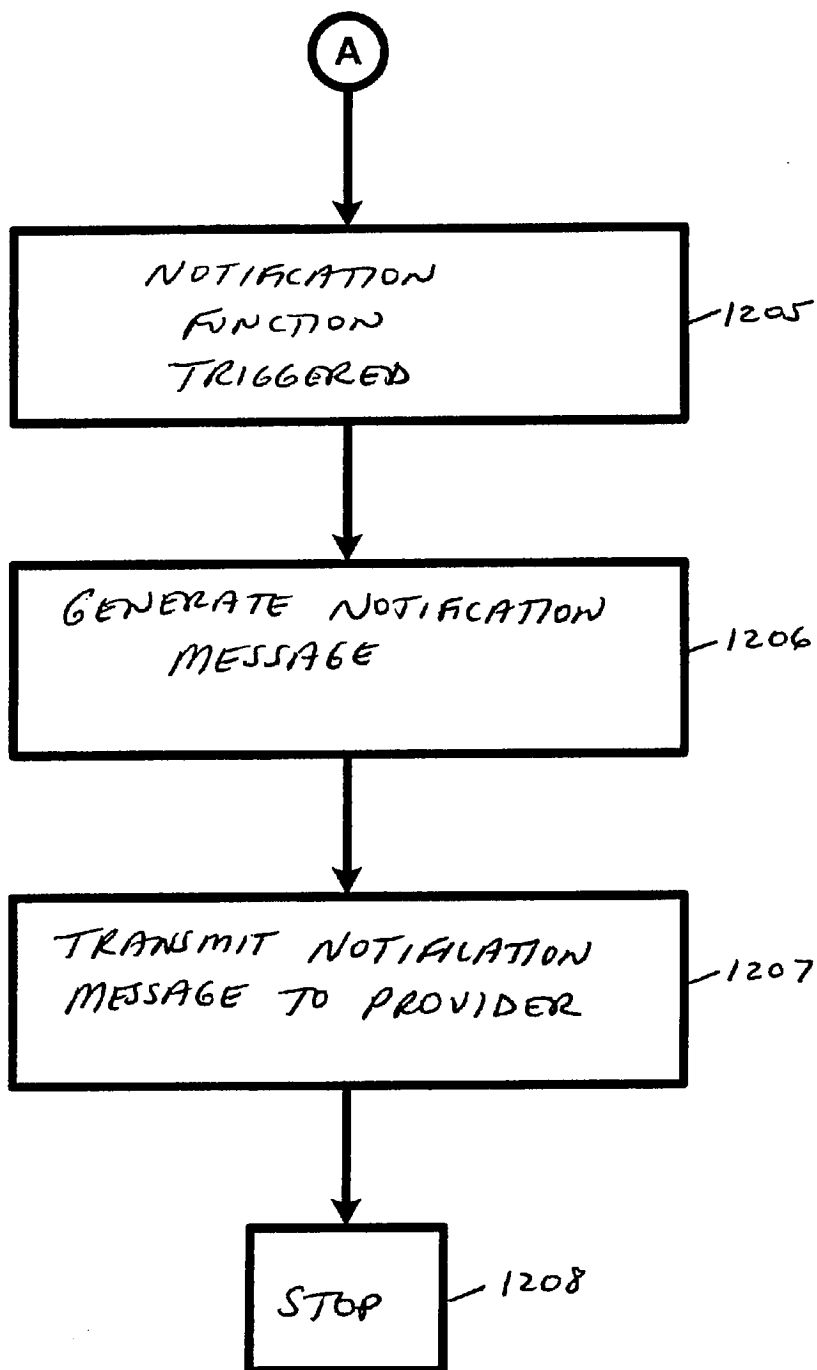 A
NOTIFICATION
FUNCTION
TRIGGERED
1205
GENERATE NOTIFICATION
MESSAGE
1206
TRANSMIT NOTIFICATION
MESSAGE TO PROVIDER
1207
STOP
1208